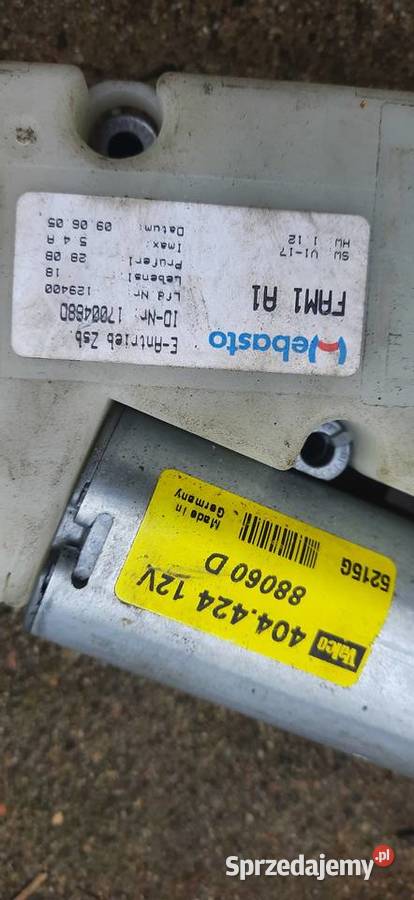 Webasto
E-Antrieb Zsb.
ID-Nr. 1700488D
FAM1 A1
Lfd Nr 129400
Lebensl: 18
Prüfer1 28 08
Imax: 5 4 A
Datum: 09 06 05
SW V1-17
HW 1 12
Valeo 404.424 12V
88060 D
5215G
Made in
Germany
Sprzedajemy.pl